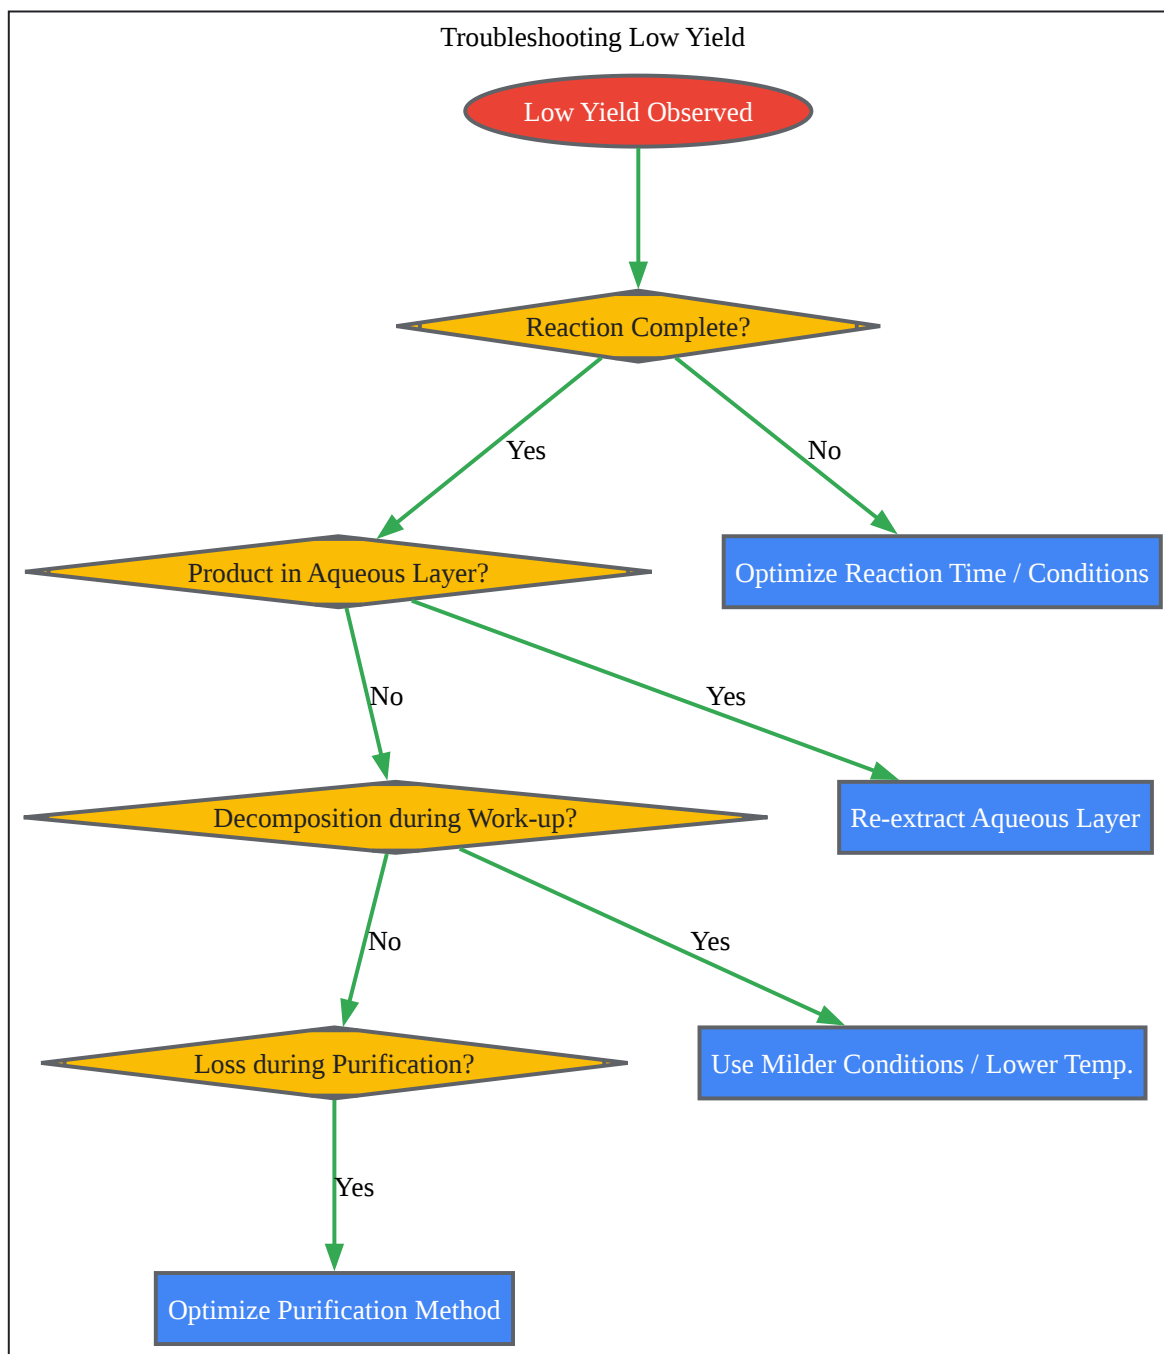 Troubleshooting Low Yield
Low Yield Observed
Reaction Complete?
Yes
No
Product in Aqueous Layer?
Optimize Reaction Time / Conditions
No
Yes
Decomposition during Work-up?
Re-extract Aqueous Layer
No
Yes
Loss during Purification?
Use Milder Conditions / Lower Temp.
Yes
Optimize Purification Method